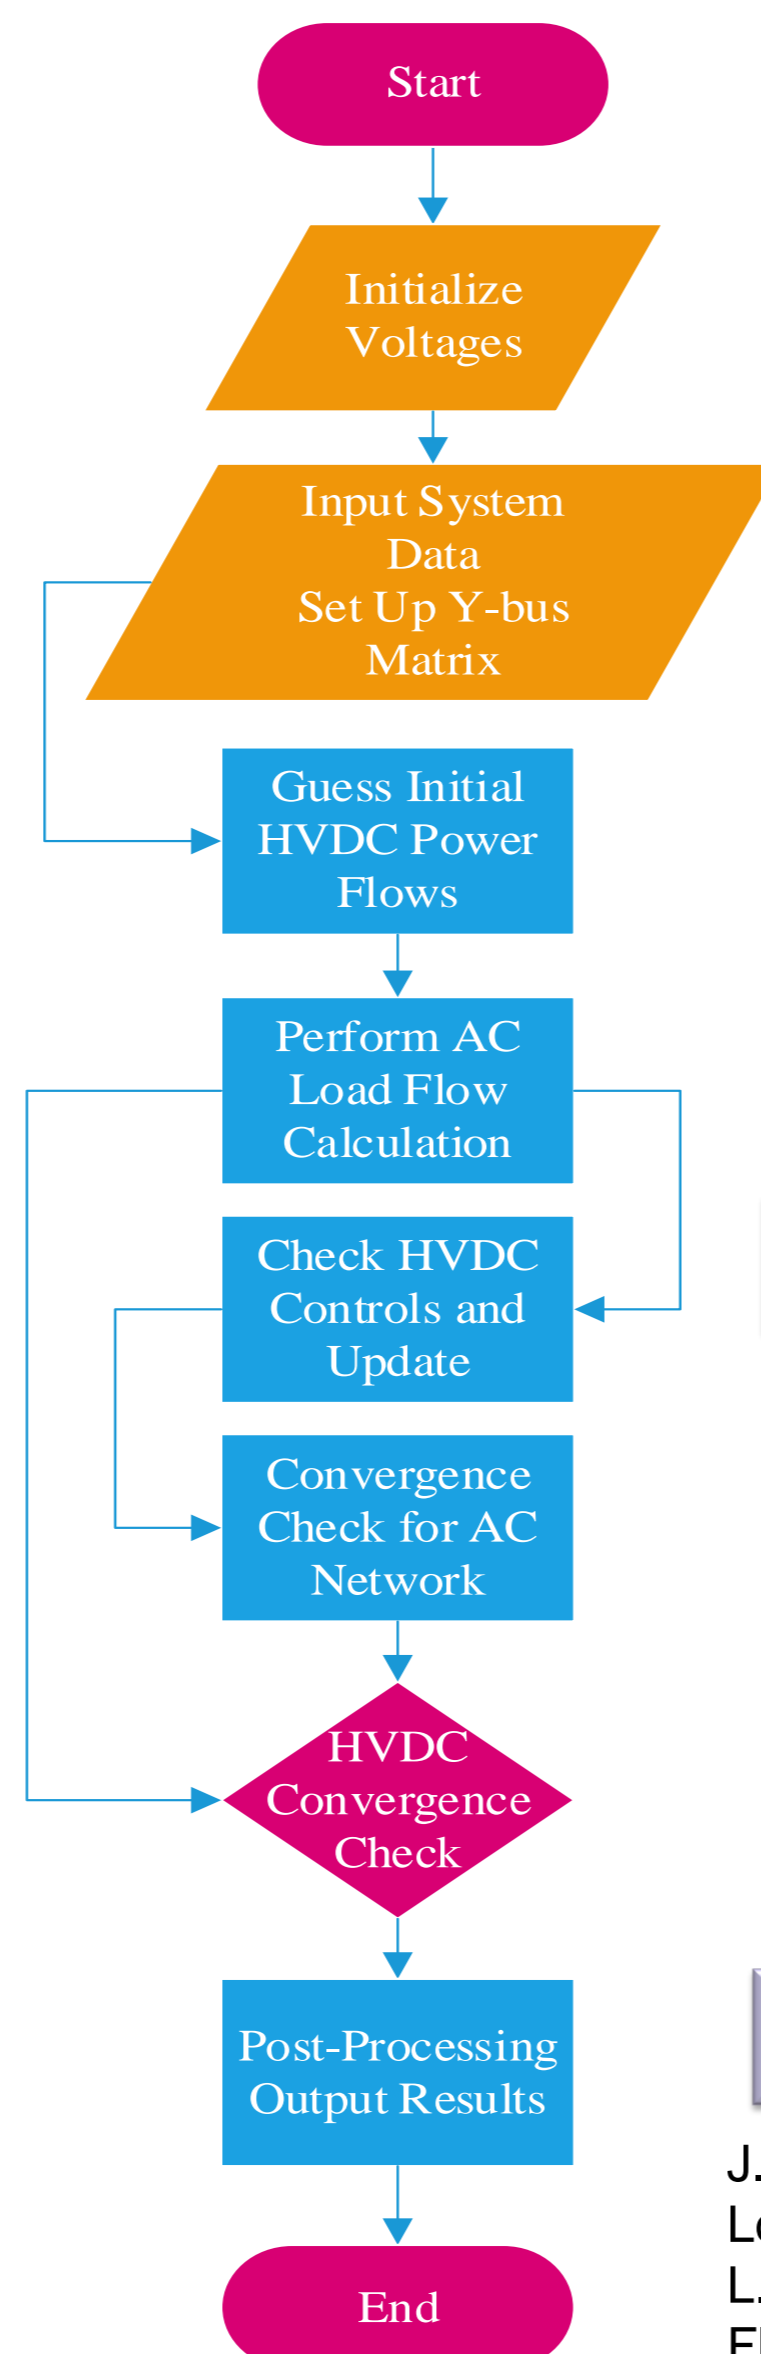 Start
Initialize
Voltages
Input System
Data
Set Up Y-bus
Matrix
Guess Initial
HVDC Power
Flows
Perform AC
Load Flow
Calculation
Check HVDC
Controls and
Update
Convergence
Check for AC
Network
HVDC
Convergence
Check
Post-Processing
Output Results
End
J.
L.